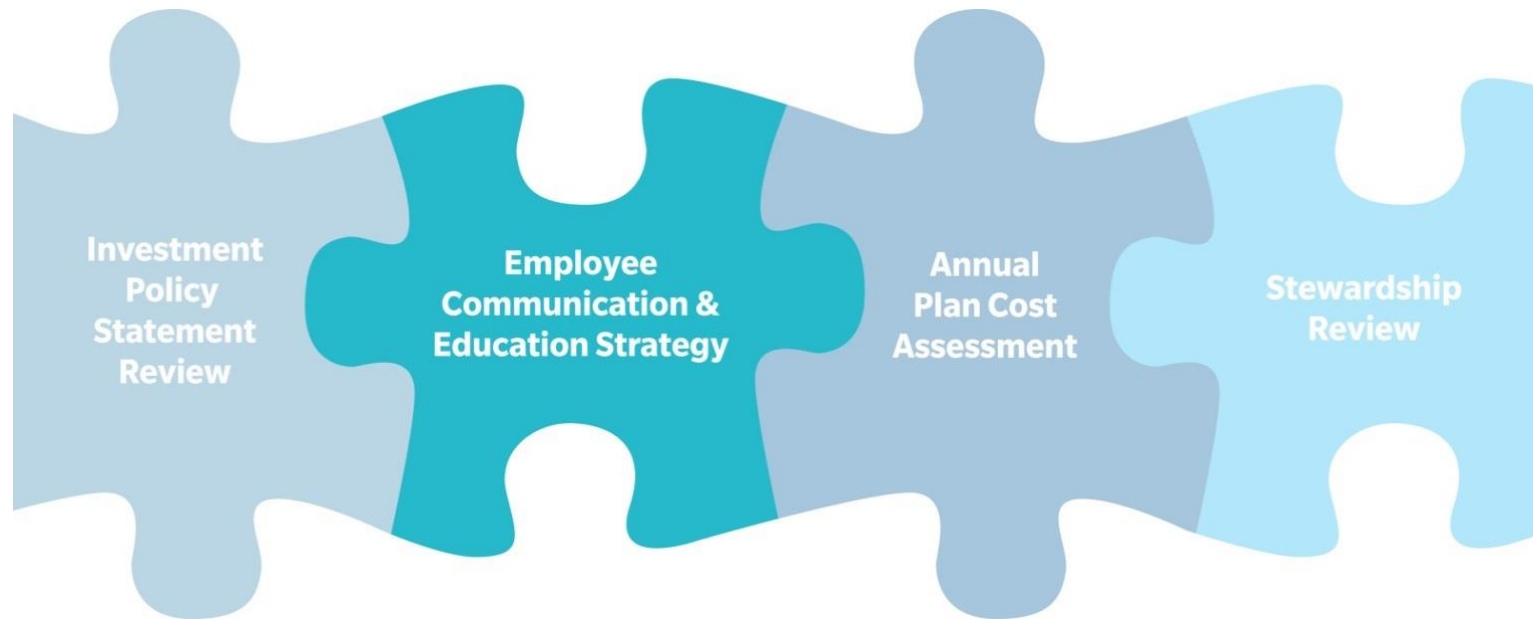 Investment
Policy
Statement
Review
Employee
Communication &
Education Strategy
Annual
Plan Cost
Assessment
Stewardship
Review